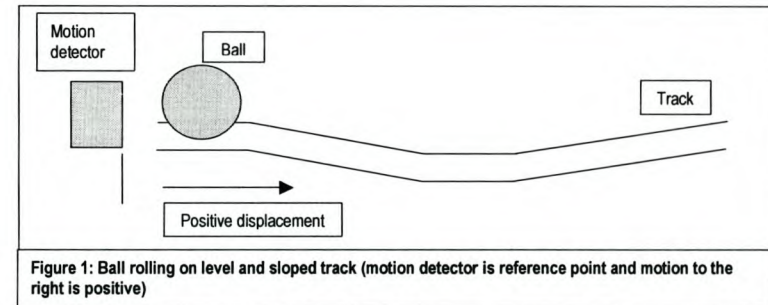 Motion
detector
Ball
Track
Positive displacement
Figure 1: Ball rolling on level and sloped track (motion detector is reference point and motion to the
right is positive)